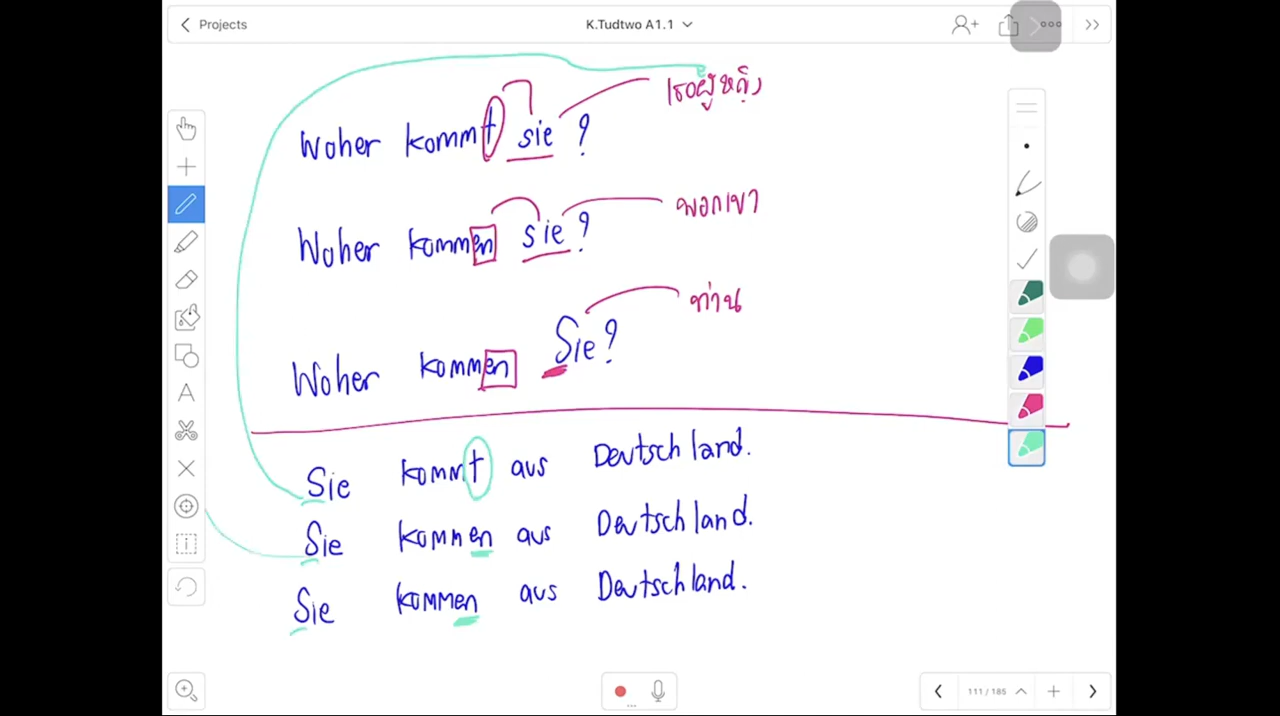 Projects
K.Tudtwo A1.1
Woher kommt sie? เธอผู้หญิง
Woher kommen sie? พวกเขา
Woher kommen Sie? ท่าน
Sie kommt aus Deutschland.
Sie kommen aus Deutschland.
Sie kommen aus Deutschland.
111 / 185